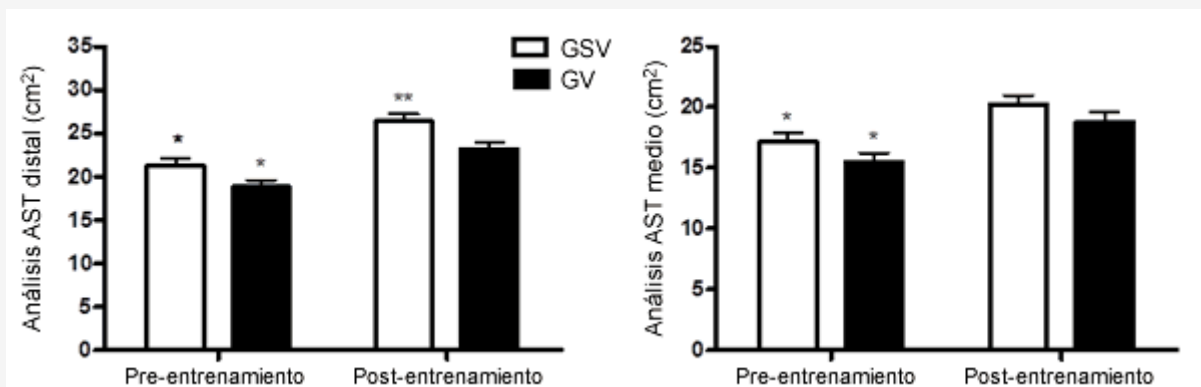 Análisis AST distal (cm²)
35
30
25
20
15
10
5
0
*
*
**
GSV
GV
Pre-entrenamiento
Post-entrenamiento
Análisis AST medio (cm²)
25
20
15
10
5
0
*
*
Pre-entrenamiento
Post-entrenamiento